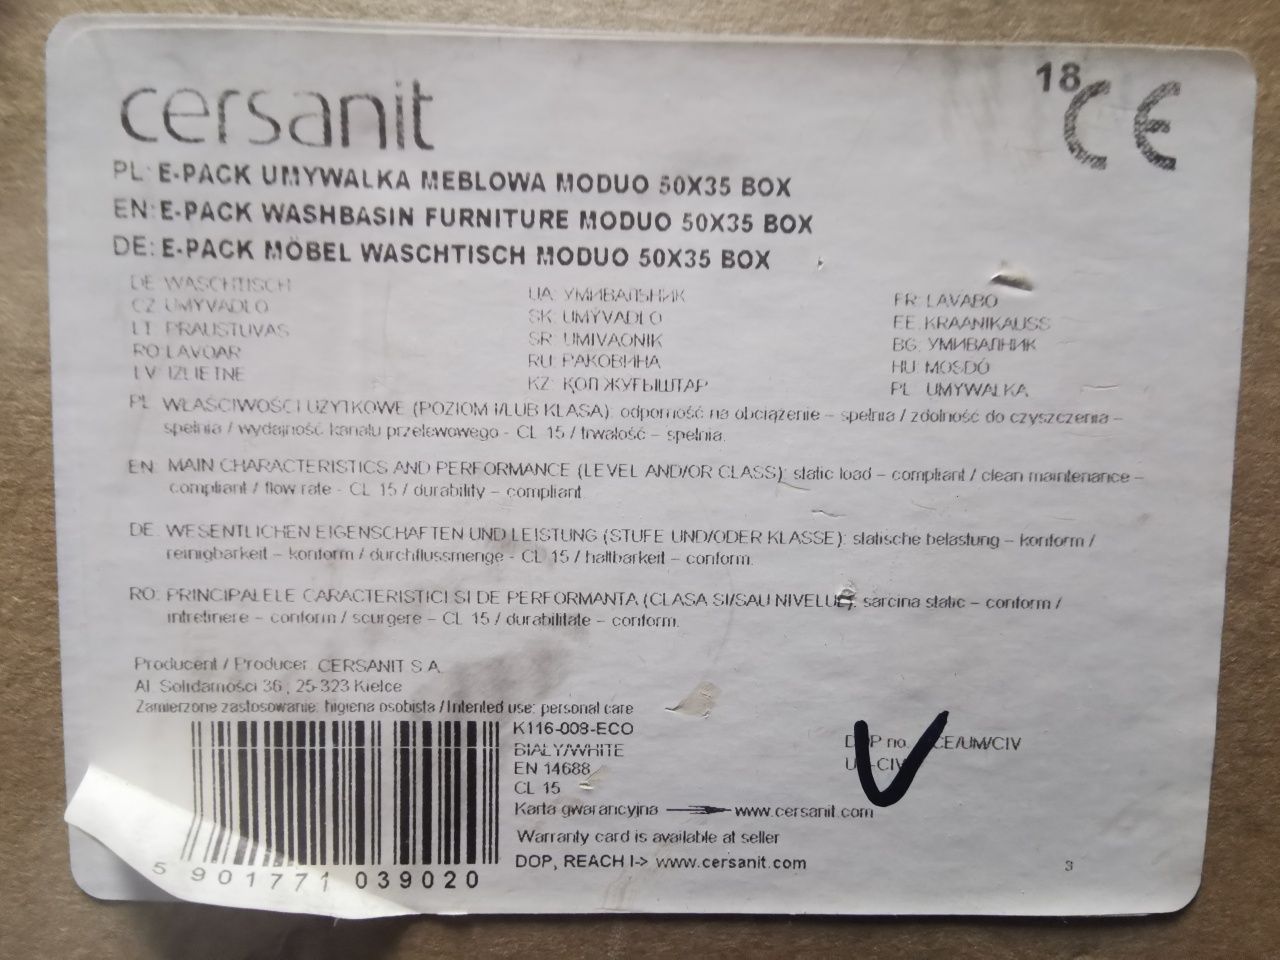 cersanit
18 CE
PL: E-PACK UMYWALKA MEBLOWA MODUO 50X35 BOX
EN: E-PACK WASHBASIN FURNITURE MODUO 50X35 BOX
DE: E-PACK MÖBEL WASCHTISCH MODUO 50X35 BOX
DE: WASCHTISCH
CZ: UMYVADLO
LT: PRAUSTUVAS
RO: LAVOAR
LV: IZLIETNE
UA: УМИВАЛЬНИК
SK: UMÝVADLO
SR: UMIVAONIK
RU: РАКОВИНА
KZ: ҚОЛ ЖУҒЫШТАР
FR: LAVABO
EE: KRAANIKAUSS
BG: УМИВАЛНИК
HU: MOSDÓ
PL: UMYWALKA
PL: WŁAŚCIWOŚCI UŻYTKOWE (POZIOM I/LUB KLASA): odporność na obciążenie – spełnia / zdolność do czyszczenia –
spełnia / wydajność kanału przelewowego - CL 15 / trwałość – spełnia.
EN: MAIN CHARACTERISTICS AND PERFORMANCE (LEVEL AND/OR CLASS): static load – compliant / clean maintenance –
compliant / flow rate - CL 15 / durability – compliant.
DE: WESENTLICHEN EIGENSCHAFTEN UND LEISTUNG (STUFE UND/ODER KLASSE): statische belastung – konform /
reinigbarkeit – konform / durchflussmenge - CL 15 / haltbarkeit – conform.
RO: PRINCIPALELE CARACTERISTICI SI DE PERFORMANTA (CLASA SI/SAU NIVELUL): sarcina static – conform /
intretinere – conform / scurgere – CL 15 / durabilitate – conform.
Producent / Producer: CERSANIT S.A.
Al. Solidarności 36, 25-323 Kielce
Zamierzone zastosowanie: higiena osobista / Intented use: personal care
K116-008-ECO
BIAŁY/WHITE
EN 14688
CL 15
DOP no. CE/UM/CIV
Karta gwarancyjna → www.cersanit.com
Warranty card is available at seller
DOP, REACH I-> www.cersanit.com
3
5 901771 039020